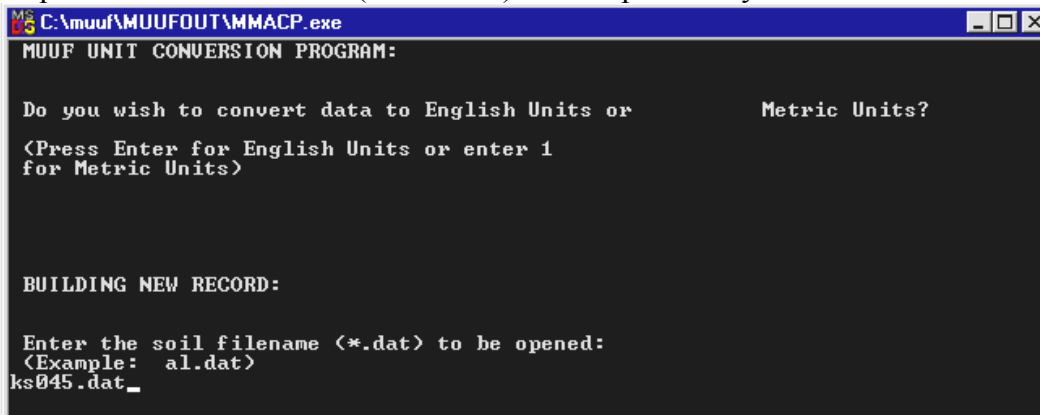 C:\muuf\MUUFOUT\MMACP.exe
MUUF UNIT CONVERSION PROGRAM:
Do you wish to convert data to English Units or Metric Units?
(Press Enter for English Units or enter 1
for Metric Units)
BUILDING NEW RECORD:
Enter the soil filename (*.dat) to be opened:
(Example: al.dat)
ks045.dat_